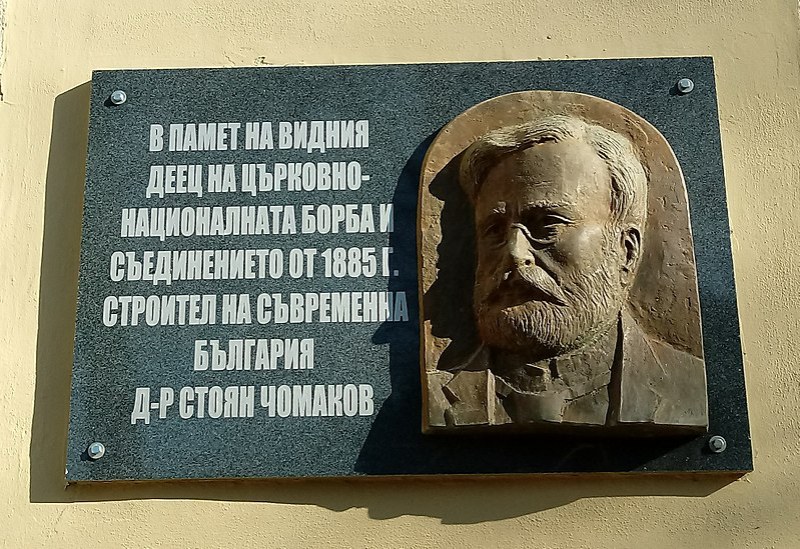 В ПАМЕТ НА ВИДНИЯ
ДЕЕЦ НА ЦЪРКОВНО-
НАЦИОНАЛНАТА БОРБА И
СЪЕДИНЕНИЕТО ОТ 1885 Г.
СТРОИТЕЛ НА СЪВРЕМЕННА
БЪЛГАРИЯ
Д-Р СТОЯН ЧОМАКОВ